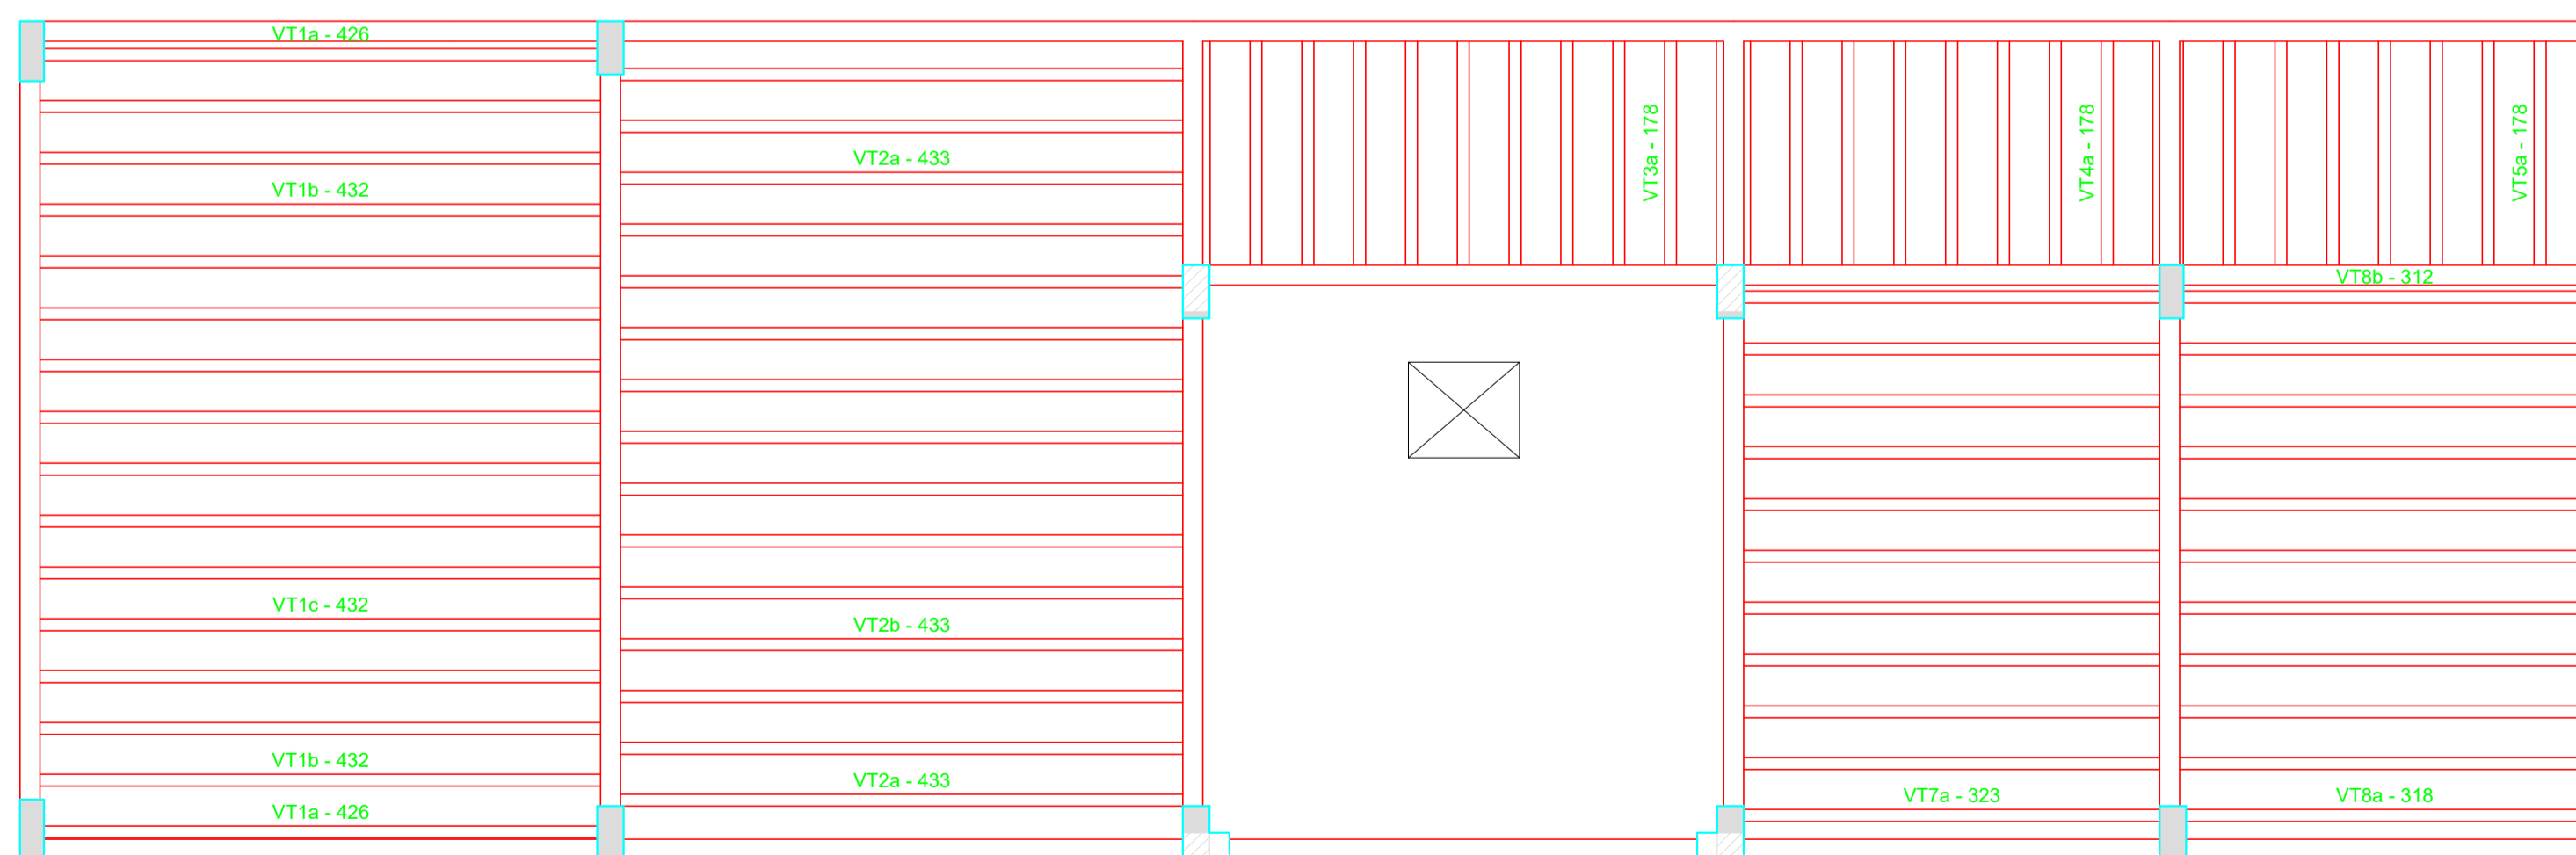 VT1a - 426
VT2a - 433
VT1b - 432
VT3a - 178
VT4a - 178
VT5a - 178
VT8b - 312
VT1c - 432
VT2b - 433
VT1b - 432
VT2a - 433
VT7a - 323
VT8a - 318
VT1a - 426